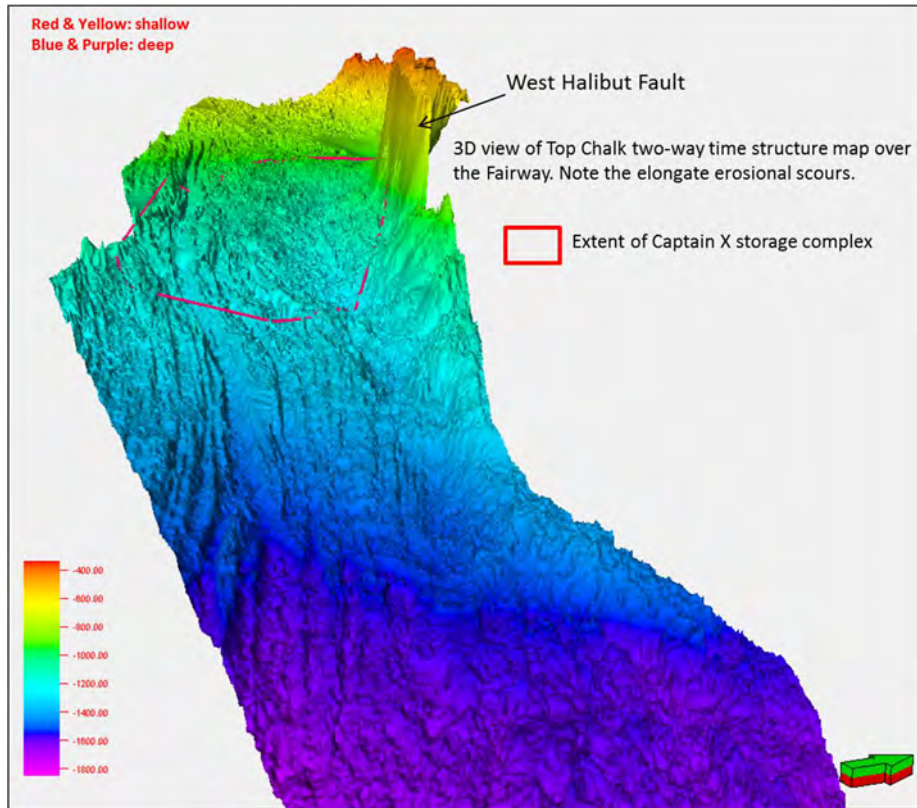 Red & Yellow: shallow
Blue & Purple: deep
West Halibut Fault
3D view of Top Chalk two-way time structure map over
the Fairway. Note the elongate erosional scours.
Extent of Captain X storage complex
-400.00
-600.00
-800.00
-1000.00
-1200.00
-1400.00
-1600.00
-1800.00